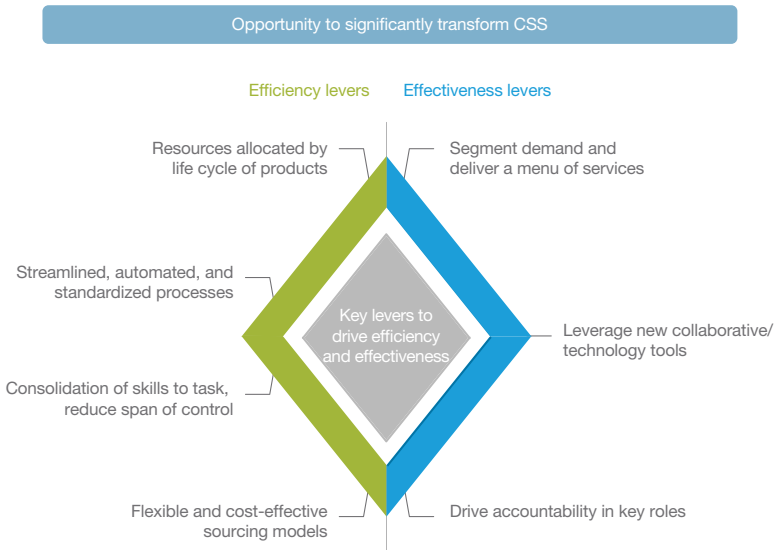 Opportunity to significantly transform CSS
Efficiency levers
Effectiveness levers
Resources allocated by
life cycle of products
Segment demand and
deliver a menu of services
Streamlined, automated, and
standardized processes
Key levers to
drive efficiency
and effectiveness
Leverage new collaborative/
technology tools
Consolidation of skills to task,
reduce span of control
Flexible and cost-effective
sourcing models
Drive accountability in key roles